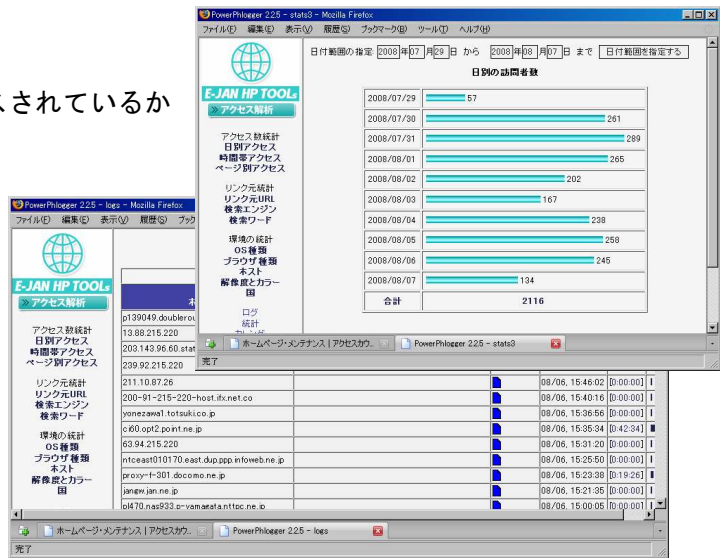 スされているか
PowerPhlogger 2.2.5 - stats3 - Mozilla Firefox
ファイル(F) 編集(E) 表示(V) 履歴(S) ブックマーク(B) ツール(T) ヘルプ(H)
E-JAN HP TOOLs
アクセス解析
アクセス数統計
日別アクセス
時間帯アクセス
ページ別アクセス
リンク元統計
リンク元URL
検索エンジン
検索ワード
環境の統計
OS種類
ブラウザ種類
ホスト
解像度とカラー
国
ログ
統計
カレンダ
日付範囲の指定: 2008 年 07 月 29 日 から 2008 年 08 月 07 日 まで 日付範囲を指定する
日別の訪問者数
2008/07/29 57
2008/07/30 261
2008/07/31 289
2008/08/01 265
2008/08/02 202
2008/08/03 167
2008/08/04 238
2008/08/05 258
2008/08/06 245
2008/08/07 134
合計 2116
ホームページ・メンテナンス | アクセスカウ.. PowerPhlogger 2.2.5 - stats3
完了
PowerPhlogger 2.2.5 - logs - Mozilla Firefox
ファイル(F) 編集(E) 表示(V) 履歴(S) ブック
E-JAN HP TOOLs
アクセス解析
アクセス数統計
日別アクセス
時間帯アクセス
ページ別アクセス
リンク元統計
リンク元URL
検索エンジン
検索ワード
環境の統計
OS種類
ブラウザ種類
ホスト
解像度とカラー
国
p139049.doublerou
13.88.215.220
203.143.96.60.stat
239.92.215.220
211.10.87.26 08/06, 15:46:02 [0:00:00]
200-91-215-220-host.ifx.net.co 08/06, 15:40:16 [0:00:00]
yonezawa1.totsuki.co.jp 08/06, 15:36:56 [0:00:00]
ci60.opt2.point.ne.jp 08/06, 15:35:34 [0:42:34]
63.94.215.220 08/06, 15:31:20 [0:00:00]
ntceast010170.east.dup.ppp.infoweb.ne.jp 08/06, 15:25:50 [0:00:00]
proxy-f-301.docomo.ne.jp 08/06, 15:23:38 [0:19:26]
jangw.jan.ne.jp 08/06, 15:21:35 [0:00:00]
pl470.nas933.p-yamagata.nttpc.ne.jp 08/06, 15:00:05 [0:00:00]
ホームページ・メンテナンス | アクセスカウ.. PowerPhlogger 2.2.5 - logs
完了